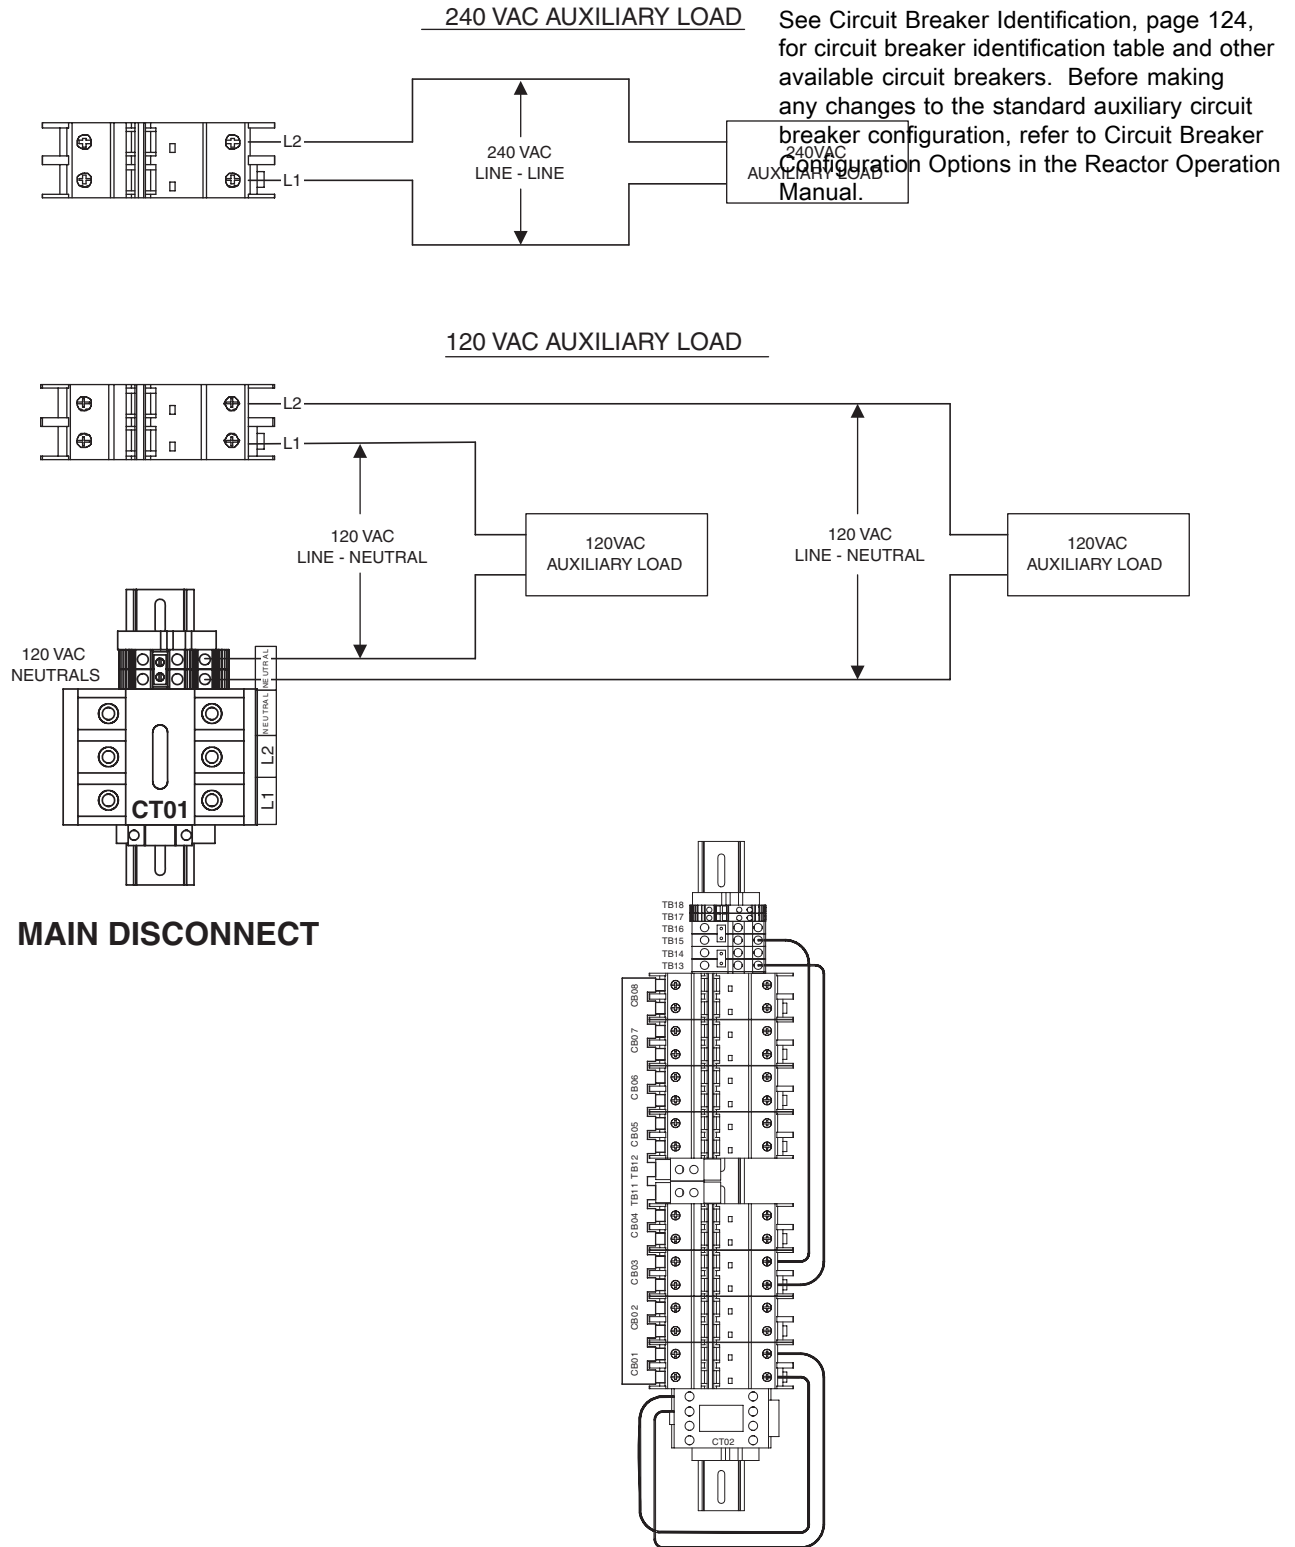 240 VAC AUXILIARY LOAD
See Circuit Breaker Identification, page 124,
for circuit breaker identification table and other
available circuit breakers. Before making
any changes to the standard auxiliary circuit
breaker configuration, refer to Circuit Breaker
Configuration Options in the Reactor Operation
Manual.
L2
L1
240 VAC
LINE - LINE
240VAC
AUXILIARY LOAD
120 VAC AUXILIARY LOAD
L2
L1
120 VAC
LINE - NEUTRAL
120VAC
AUXILIARY LOAD
120 VAC
LINE - NEUTRAL
120VAC
AUXILIARY LOAD
120 VAC
NEUTRALS
NEUTRAL
NEUTRAL
L2
L1
CT01
MAIN DISCONNECT
TB18
TB17
TB16
TB15
TB14
TB13
CB08
CB07
CB06
CB05
TB12
TB11
CB04
CB03
CB02
CB01
CT02